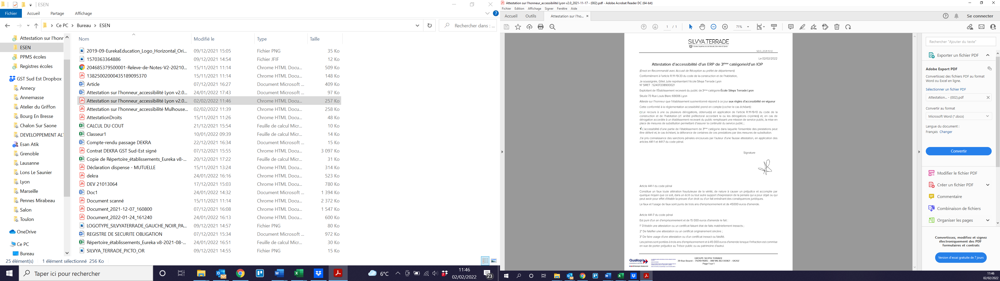 ESEN
Fichier Accueil Partage Affichage
Ce PC > Bureau > ESEN
Rechercher dans : ...
Attestation sur l'honr
ESEN
PPMS écoles
Registres écoles
GST Sud Est Dropbox
Annecy
Annemasse
Atelier du Griffon
Bourg En Bresse
Chalon Sur Saone
DEVELOPPEMENT AL
Esan Atik
Grenoble
Lausanne
Lons Le Saunier
Lyon
Marseille
Pennes Mirabeau
Salon
Toulon
OneDrive
Ce PC
Bureau
Nom Modifié le Type Taille
2019-09-EurekaEducation_Logo_Horizontal_Ori... 09/12/2021 15:05 Fichier PNG 35 Ko
1570363364886 09/12/2021 14:54 Fichier JFIF 12 Ko
204685379500001-Releve-de-Notes-V2-20210... 15/11/2021 11:14 Chrome HTML Docu... 509 Ko
13825002000435189095370 15/11/2021 11:14 Chrome HTML Docu... 148 Ko
Article 07/12/2021 16:27 Document Microsoft ... 409 Ko
Attestation sur l'honneur_accessibilité Lyon v2.0... 24/01/2022 17:43 Document Microsoft ... 97 Ko
Attestation sur l'honneur_accessibilité Lyon v2.0... 02/02/2022 11:46 Chrome HTML Docu... 257 Ko
Attestation sur l'honneur_accessibilité Mulhouse... 02/02/2022 11:39 Chrome HTML Docu... 258 Ko
AttestationDroits 15/11/2021 11:26 Chrome HTML Docu... 48 Ko
CALCUL DU COUT 21/12/2021 15:54 Feuille de calcul Micr... 10 Ko
Classeur1 10/01/2022 09:39 Feuille de calcul Micr... 14 Ko
Compte-rendu passage DEKRA 22/12/2021 16:34 Document Microsoft ... 15 Ko
Contrat DEKRA GST Sud-Est signé 07/12/2021 15:55 Chrome HTML Docu... 3 097 Ko
Copie de Répertoire_établissements_Eureka v8-... 20/12/2021 17:22 Feuille de calcul Micr... 31 Ko
Déclaration dispense - MUTUELLE 15/11/2021 13:24 Chrome HTML Docu... 314 Ko
dekra 24/01/2022 16:16 Chrome HTML Docu... 523 Ko
DEV 21013064 17/12/2021 15:03 Chrome HTML Docu... 780 Ko
Doc1 24/01/2022 14:32 Document Microsoft ... 1 394 Ko
Document scanné 15/11/2021 11:14 Chrome HTML Docu... 2 372 Ko
Document_2021-12-07_160800 07/12/2021 16:08 Chrome HTML Docu... 1 547 Ko
Document_2022-01-24_161240 24/01/2022 16:13 Chrome HTML Docu... 600 Ko
LOGOTYPE_SILVYATERRADE_GAUCHE_NOIR_PA... 09/12/2021 14:57 Fichier PNG 80 Ko
REGISTRE DE SECURITE OBLIGATION 07/12/2021 15:34 Document Microsoft ... 972 Ko
Répertoire_établissements_Eureka v8-2021-08-... 24/01/2022 16:51 Feuille de calcul Micr... 30 Ko
SILVYA_TERRADE_PICTO_OR 09/12/2021 14:55 Fichier PNG 15 Ko
25 élément(s) 1 élément sélectionné 256 Ko
Taper ici pour rechercher
6°C
7
11:46
02/02/2022
23
Attestation sur l'honneur_accessibilité Lyon v2.0_2021-11-17 - (002).pdf - Adobe Acrobat Reader DC (64-bit)
Fichier Edition Affichage Signer Fenêtre Aide
Accueil Outils Attestation sur l'ho... ×
Se connecter
1 / 1
71%
SILVYA.TERRADE
Ecoles Supérieures de Beauté, Bien-être & Santé
V2.0_2021-10-12
Le 02/02/2022
Attestation d'accessibilité d'un ERP de 3ème catégorie/d'un IOP
(Envoi en Recommandé avec Accusé de Réception au préfet de département)
Conformément à l'article R.111-19-33 du code de la construction et de l'habitation,
Je soussignée, Gillet Julie représentant l'école Silvya Terrade Lyon
N° SIRET : 52407208900021
Exploitant de l'Établissement recevant du public de 3ème catégorie École Silvya Terrade Lyon
Située 73 Rue Louis Blanc 69006 Lyon
Atteste sur l'honneur que l'établissement susmentionné répond à ce jour aux règles d'accessibilité en vigueur
Cette conformité à la réglementation accessibilité prend en compte (cocher le cas échéant) :
Le recours à une ou plusieurs dérogations, obtenue(s) en application de l'article R.111-19-10 du code de la
construction et de l'habitation (cf. arrêté préfectoral accordant la ou les dérogations ci-jointes) et, en cas de
dérogation accordée à un établissement recevant du public remplissant une mission de service public, la mise en
place de mesures de substitution permettant d'assurer la continuité du service public ;
√ L'accessibilité d'une partie de l'établissement de 3ème catégorie dans laquelle l'ensemble des prestations peut
être délivré et, le cas échéant, la délivrance de certaines de ces prestations par des mesures de substitution.
J'ai pris connaissance des sanctions pénales encourues par l'auteur d'une fausse attestation, en application des
articles 441-1 et 441-7 du code pénal.
Signature
Article 441-1 du code pénal
Constitue un faux toute altération frauduleuse de la vérité, de nature à causer un préjudice et accomplie par
quelque moyen que ce soit, dans un écrit ou tout autre support d'expression de la pensée qui a pour objet ou qui
peut avoir pour effet d'établir la preuve d'un droit ou d'un fait entraînant des conséquences juridiques.
Le faux et l'usage de faux sont punis de trois ans d'emprisonnement et de 45000 euros d'amende.
Article 441-7 du code pénal
Est puni d'un an d'emprisonnement et de 15 000 euros d'amende le fait :
1° D'établir une attestation ou un certificat faisant état de faits matériellement inexacts ;
2° De falsifier une attestation ou un certificat originairement sincère ;
3° De faire usage d'une attestation ou d'un certificat inexact ou falsifié.
Les peines sont portées à trois ans d'emprisonnement et à 45 000 euros d'amende lorsque l'infraction est commise
en vue de porter préjudice au Trésor public ou au patrimoine d'autrui.
Qualiopi
processus certifié
RÉPUBLIQUE FRANÇAISE
GROUPE SILVYA TERRADE
39 Rue Bouret – 75019 PARIS – 818 916 363 00067 – 6420Z
Page 1 sur 1
Rechercher "Ajouter du texte"
Exporter un fichier PDF
Adobe Export PDF
Convertissez des fichiers PDF au format
Word ou Excel en ligne.
Sélectionner un fichier PDF
Attestation... - (002).pdf
Convertir au format
Microsoft Word (*.docx)
Langue du document :
Français Changer
Convertir
Modifier le fichier PDF
Créer un fichier PDF
Commentaire
Combinaison de fichiers
Organiser les pages
Convertissez, modifiez et signez
électroniquement des PDF
formulaires et contrats
Version d'essai gratuite de 7 jours
11:46
02/02/2022